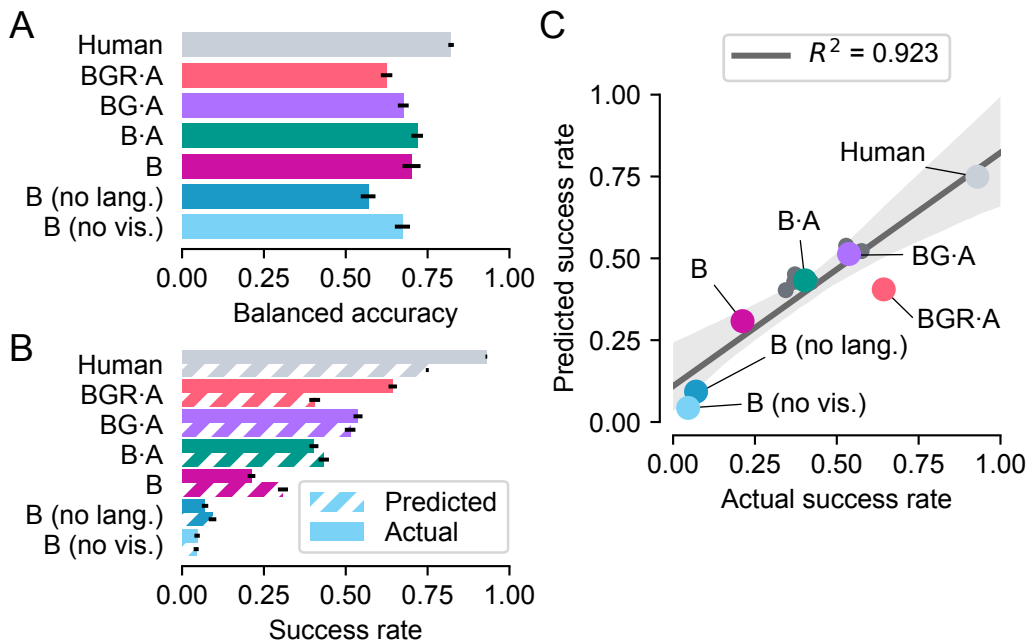 A
Human
BGR·A
BG·A
B·A
B
B (no lang.)
B (no vis.)
0.00 0.25 0.50 0.75 1.00
Balanced accuracy
B
Human
BGR·A
BG·A
B·A
B
B (no lang.)
B (no vis.)
Predicted
Actual
0.00 0.25 0.50 0.75 1.00
Success rate
C
R² = 0.923
Predicted success rate
1.00
0.75
0.50
0.25
0.00
Human
B·A
BG·A
B
BGR·A
B (no lang.)
B (no vis.)
0.00 0.25 0.50 0.75 1.00
Actual success rate